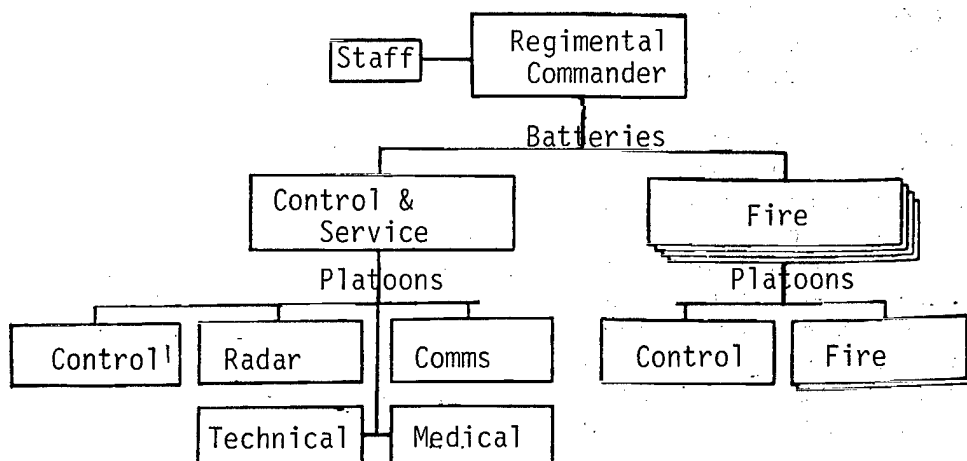 Staff
Regimental
Commander
Batteries
Control &
Service
Fire
Platoons
Platoons
Control
Radar
Comms
Control
Fire
Technical
Medical